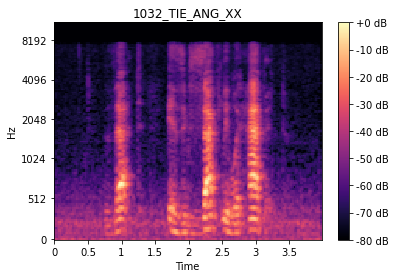 1032_TIE_ANG_XX
+0 dB
8192
-10 dB
4096
-20 dB
-30 dB
2048
-40 dB
Hz
1024
-50 dB
512
-60 dB
-70 dB
0
-80 dB
0 0.5 1 1.5 2 2.5 3 3.5
Time